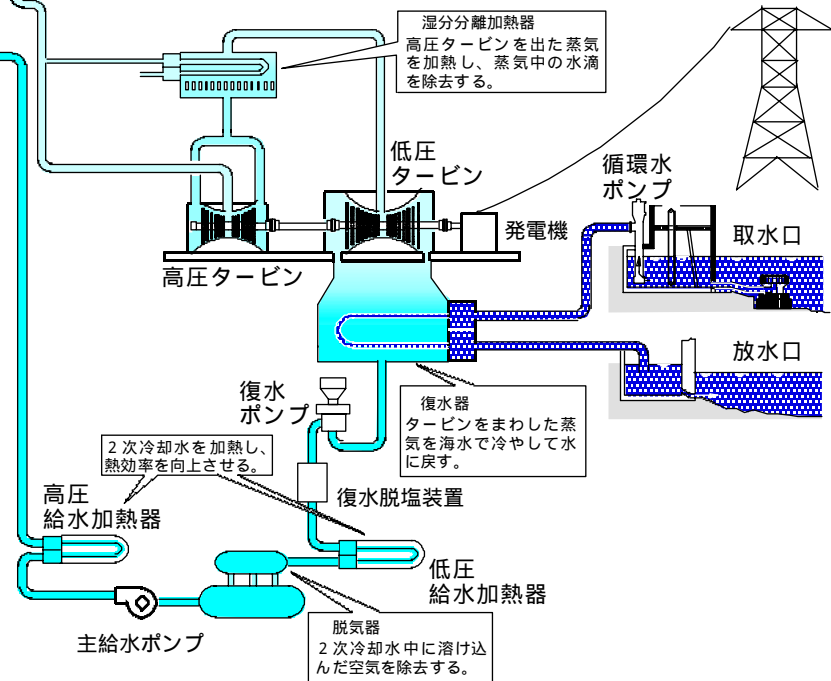 湿分分離加熱器
高圧タービンを出た蒸気
を加熱し、蒸気中の水滴
を除去する。
低圧
タービン
循環水
ポンプ
発電機
取水口
高圧タービン
放水口
復水
ポンプ
復水器
タービンをまわした蒸
気を海水で冷やして水
に戻す。
2次冷却水を加熱し、
熱効率を向上させる。
高圧
給水加熱器
復水脱塩装置
低圧
給水加熱器
主給水ポンプ
脱気器
2次冷却水中に溶け込
んだ空気を除去する。